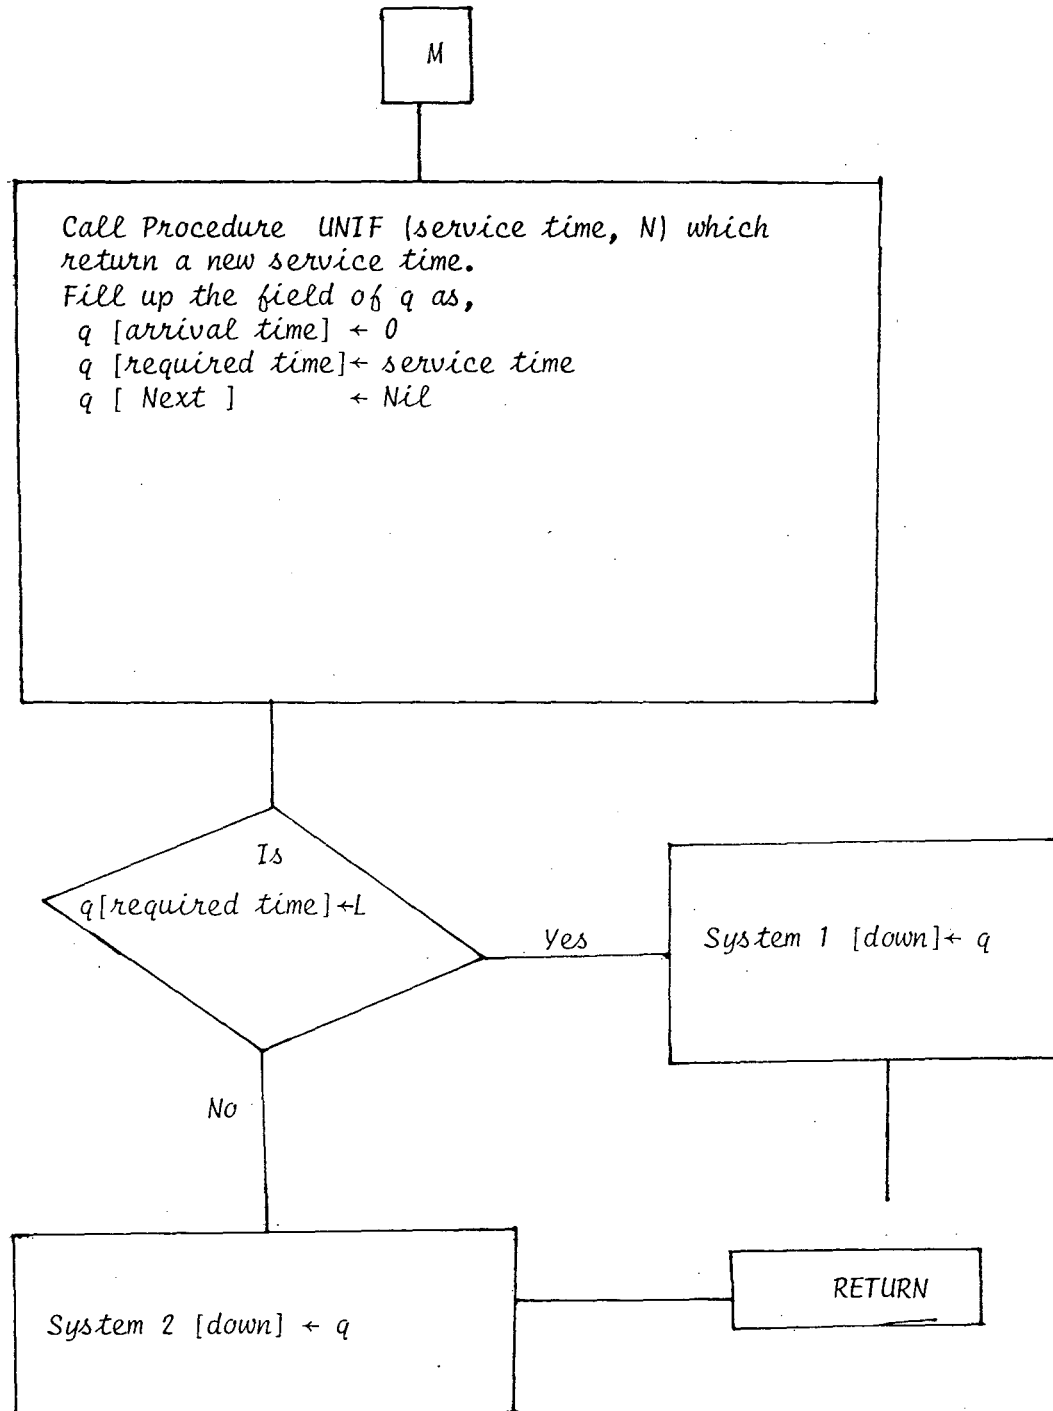 M
Call Procedure UNIF (service time, N) which
return a new service time.
Fill up the field of q as,
q [arrival time] ← 0
q [required time] ← service time
q [ Next ] ← Nil
Is
q[required time]←L
Yes
System 1 [down]← q
No
RETURN
System 2 [down] ← q